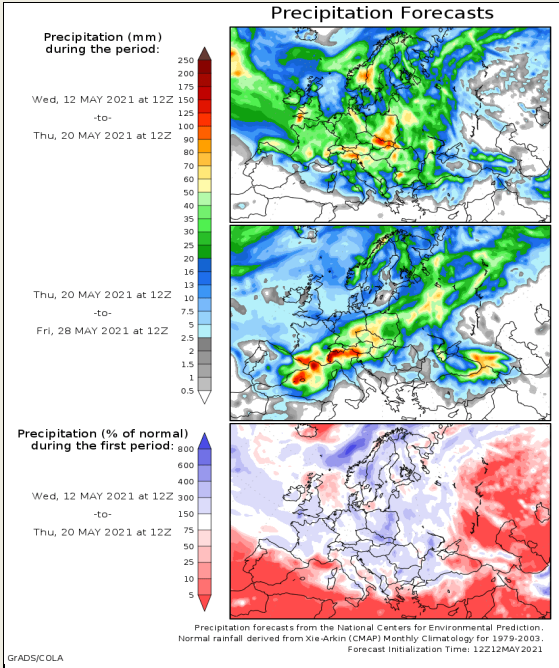 Precipitation Forecasts
Precipitation (mm)
during the period:
Wed, 12 MAY 2021 at 12Z
-to-
Thu, 20 MAY 2021 at 12Z
250
200
175
150
125
100
90
80
70
60
50
40
35
30
25
20
16
13
10
7.5
5
2.5
2
1.5
1
0.5
Thu, 20 MAY 2021 at 12Z
-to-
Fri, 28 MAY 2021 at 12Z
Precipitation (% of normal)
during the first period:
Wed, 12 MAY 2021 at 12Z
-to-
Thu, 20 MAY 2021 at 12Z
800
600
400
300
150
75
50
25
10
5
Precipitation forecasts from the National Centers for Environmental Prediction.
Normal rainfall derived from Xie-Arkin (CMAP) Monthly Climatology for 1979-2003.
Forecast Initialization Time: 12Z12MAY2021
GrADS/COLA